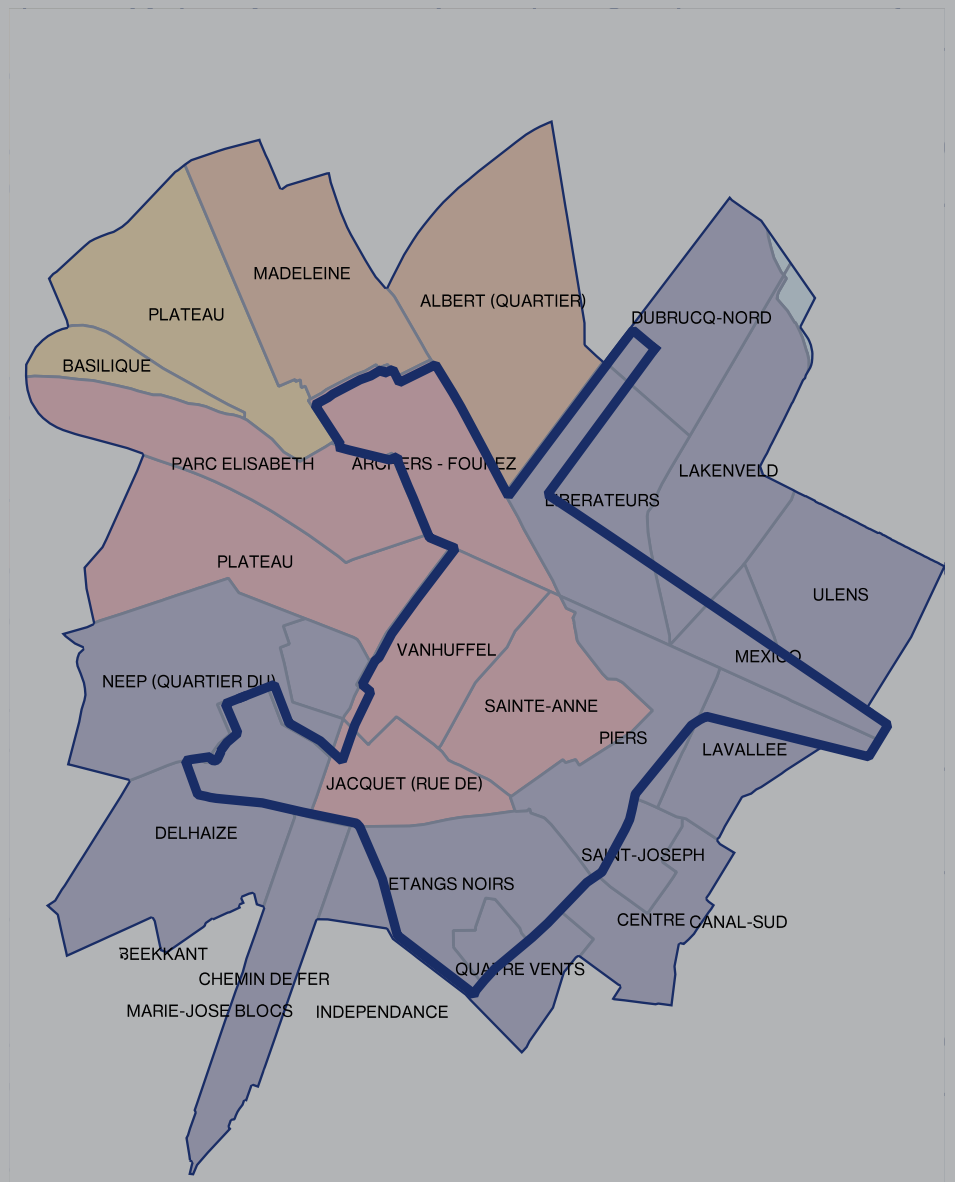 MADELEINE
ALBERT (QUARTIER)
PLATEAU
DUBRUCQ-NORD
BASILIQUE
PARC ELISABETH
ARCHERS - FOUREZ
LAKENVELD
LIBERATEURS
PLATEAU
ULENS
VANHUFFEL
MEXICO
NEEP (QUARTIER DU)
SAINTE-ANNE
PIERS
LAVALLEE
JACQUET (RUE DE)
DELHAIZE
SAINT-JOSEPH
ETANGS NOIRS
CENTRE
CANAL-SUD
BEEKKANT
QUATRE VENTS
CHEMIN DE FER
MARIE-JOSE BLOCS
INDEPENDANCE